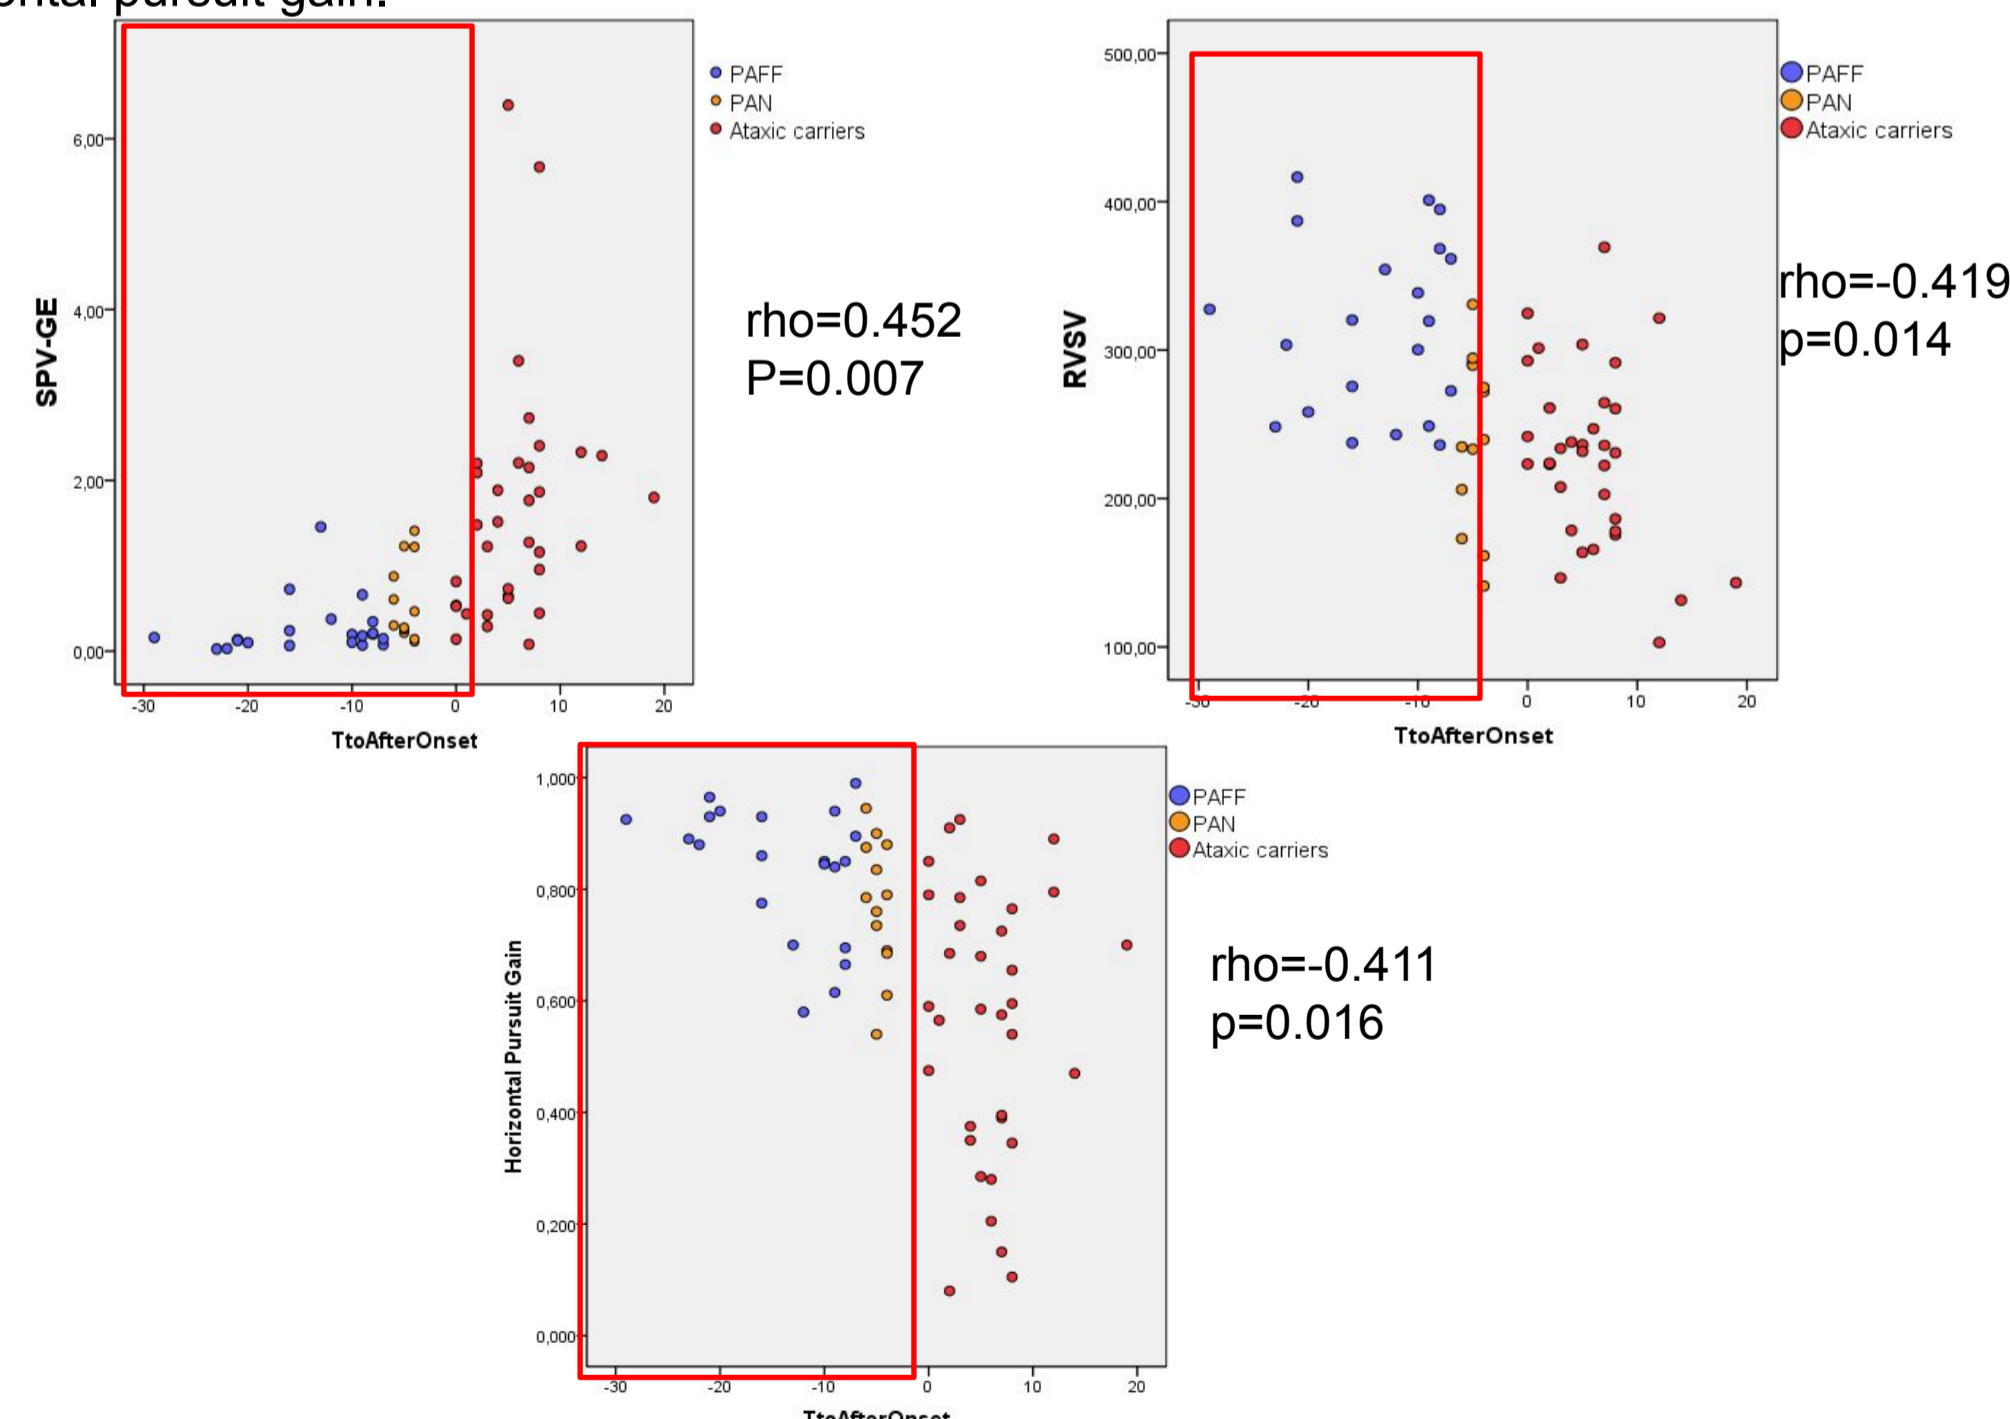 pursuit gain.
PAFF
PAN
Ataxic carriers
6,00
4,00
2,00
0,00
SPV-GE
-30 -20 -10 0 10 20
TtoAfterOnset
rho=0.452
P=0.007
500,00
400,00
300,00
200,00
100,00
RVSV
-30 -20 -10 0 10 20
TtoAfterOnset
PAFF
PAN
Ataxic carriers
rho=-0.419
p=0.014
1,000
0,800
0,600
0,400
0,200
0,000
Horizontal Pursuit Gain
-30 -20 -10 0 10 20
TtoAfterOnset
PAFF
PAN
Ataxic carriers
rho=-0.411
p=0.016